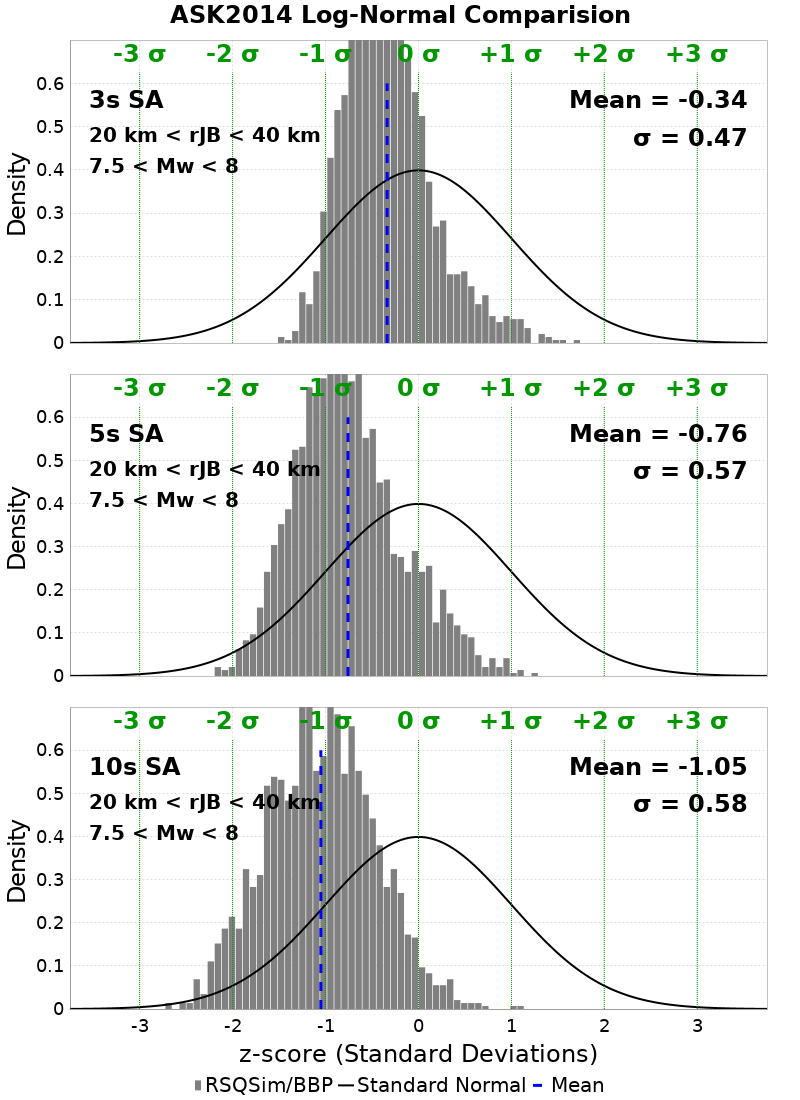 ASK2014 Log-Normal Comparision
-3 σ -2 σ -1 σ 0 σ +1 σ +2 σ +3 σ
3s SA
Mean = -0.34
20 km < rJB < 40 km
σ = 0.47
7.5 < Mw < 8
Density
0.6
0.5
0.4
0.3
0.2
0.1
0
-3 σ -2 σ -1 σ 0 σ +1 σ +2 σ +3 σ
5s SA
Mean = -0.76
20 km < rJB < 40 km
σ = 0.57
7.5 < Mw < 8
Density
0.6
0.5
0.4
0.3
0.2
0.1
0
-3 σ -2 σ -1 σ 0 σ +1 σ +2 σ +3 σ
10s SA
Mean = -1.05
20 km < rJB < 40 km
σ = 0.58
7.5 < Mw < 8
Density
0.6
0.5
0.4
0.3
0.2
0.1
0
-3 -2 -1 0 1 2 3
z-score (Standard Deviations)
RSQSim/BBP Standard Normal Mean